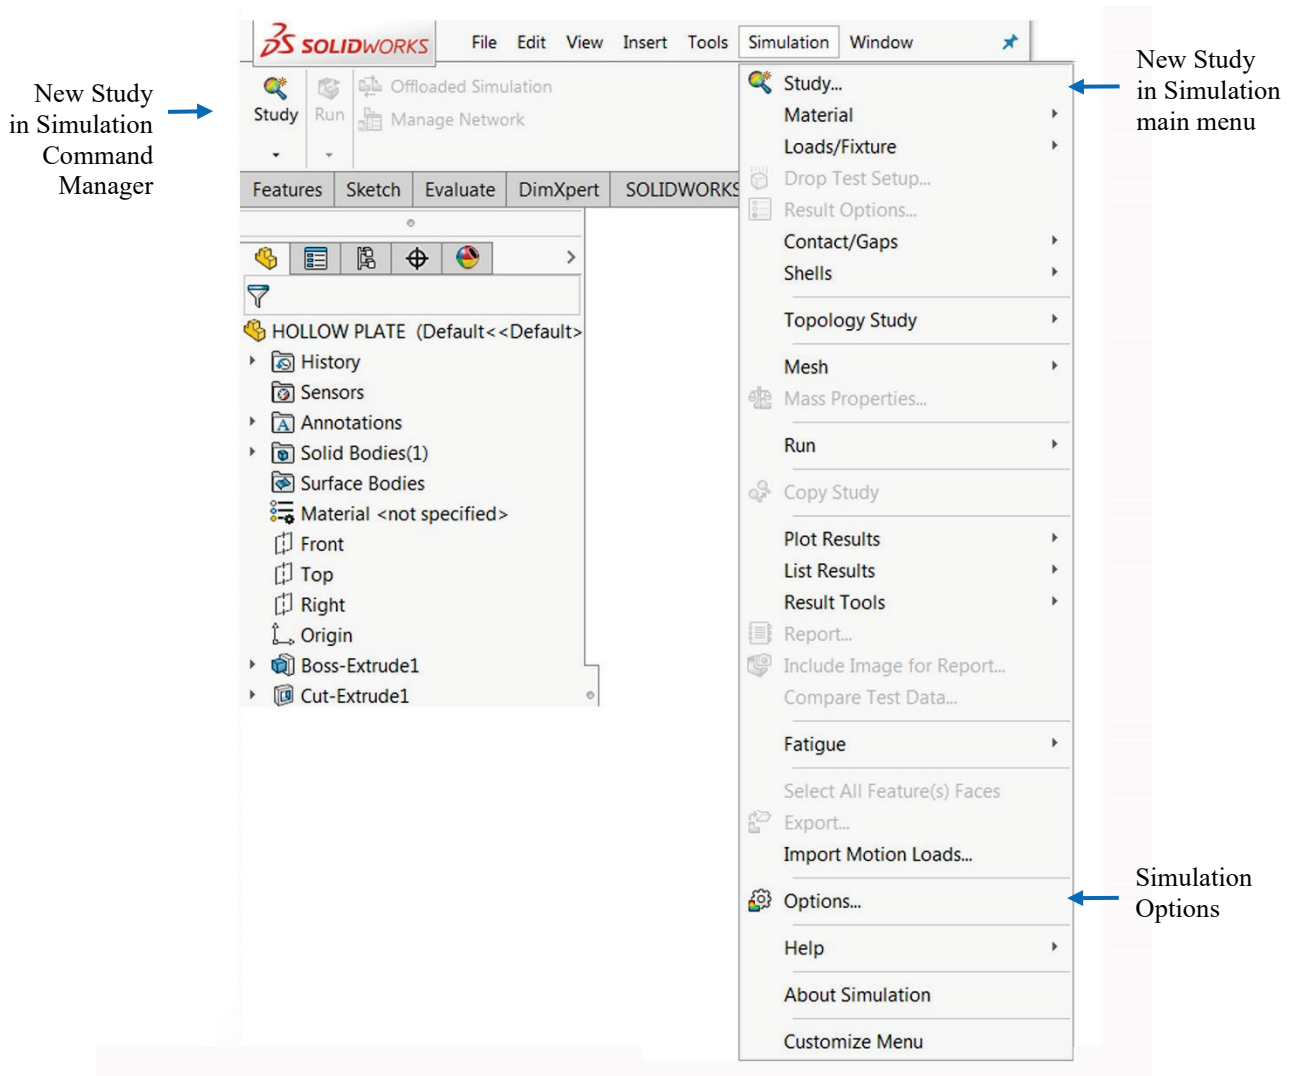 SOLIDWORKS File Edit View Insert Tools Simulation Window
New Study
in Simulation
Command
Manager
Study Run Offloaded Simulation
Manage Network
Features Sketch Evaluate DimXpert SOLIDWORKS
HOLLOW PLATE (Default<<Default>
History
Sensors
Annotations
Solid Bodies(1)
Surface Bodies
Material <not specified>
Front
Top
Right
Origin
Boss-Extrude1
Cut-Extrude1
Study...
Material
Loads/Fixture
Drop Test Setup...
Result Options...
Contact/Gaps
Shells
Topology Study
Mesh
Mass Properties...
Run
Copy Study
Plot Results
List Results
Result Tools
Report...
Include Image for Report...
Compare Test Data...
Fatigue
Select All Feature(s) Faces
Export...
Import Motion Loads...
Options...
Help
About Simulation
Customize Menu
New Study
in Simulation
main menu
Simulation
Options